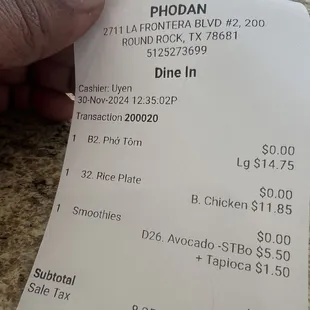 PHODAN
2711 LA FRONTERA BLVD #2, 200
ROUND ROCK, TX 78681
5125273699
Dine In
Cashier: Uyen
30-Nov-2024 12:35:02P
Transaction 200020
1 B2. Phở Tôm $0.00
Lg $14.75
1 32. Rice Plate $0.00
B. Chicken $11.85
1 Smoothies $0.00
D26. Avocado -STBo $5.50
+ Tapioca $1.50
Subtotal
Sale Tax